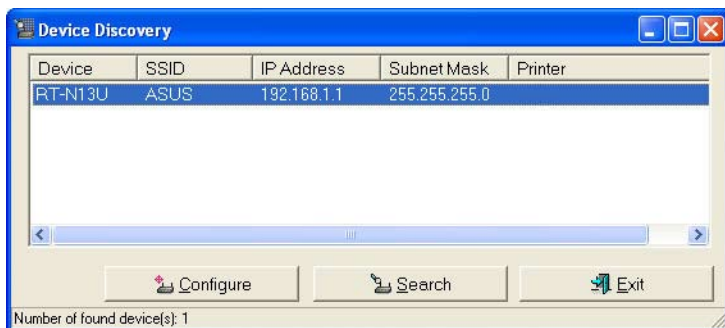 Device Discovery
Device SSID IP Address Subnet Mask Printer
RT-N13U ASUS 192.168.1.1 255.255.255.0
Configure Search Exit
Number of found device(s): 1